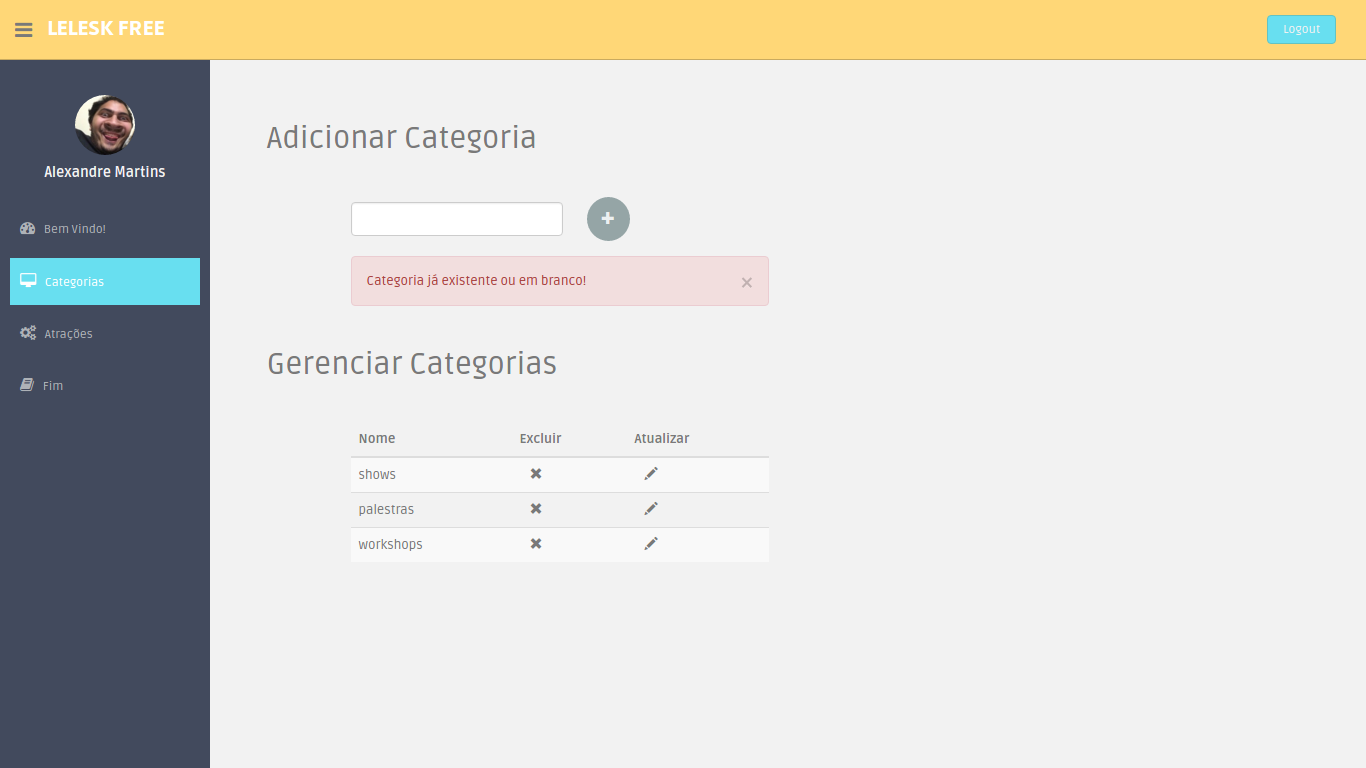 LELESK FREE
Logout
Alexandre Martins
Bem Vindo!
Categorias
Atrações
Fim
Adicionar Categoria
Categoria já existente ou em branco!
Gerenciar Categorias
Nome Excluir Atualizar
shows
palestras
workshops